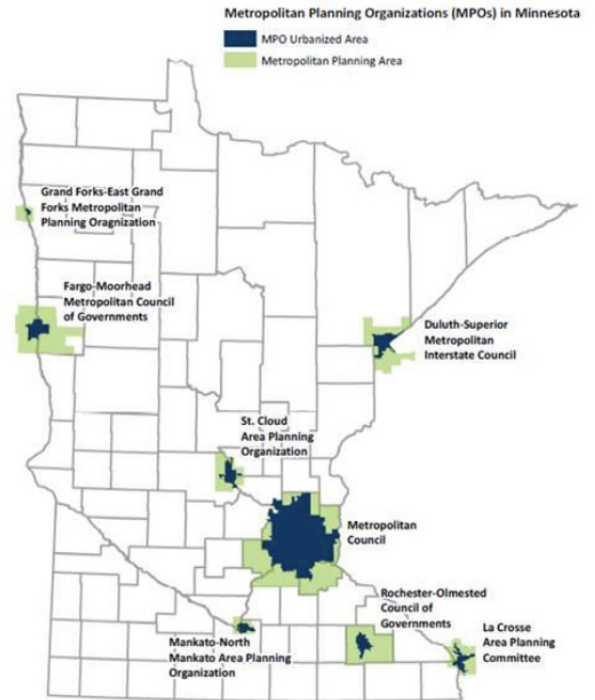 Metropolitan Planning Organizations (MPOs) in Minnesota
MPO Urbanized Area
Metropolitan Planning Area
Grand Forks-East Grand
Forks Metropolitan
Planning Oragnization
Fargo-Moorhead
Metropolitan Council
of Governments
Duluth-Superior
Metropolitan
Interstate Council
St. Cloud
Area Planning
Organization
Metropolitan
Council
Rochester-Olmested
Council of
Governments
La Crosse
Area Planning
Committee
Mankato-North
Mankato Area Planning
Organization